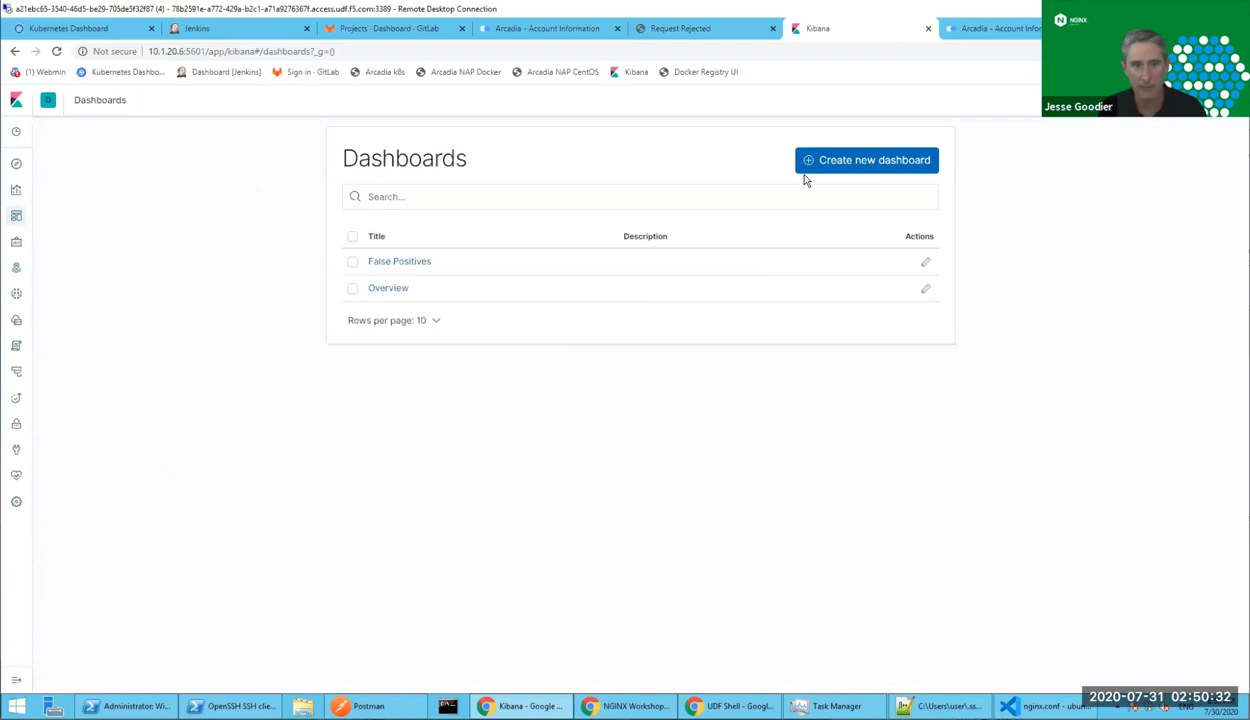 a21ebc65-3540-46d5-be29-705de5f32f87 (4) - 78b2591e-a772-429a-b2c1-a71a9276367f.access.udf.f5.com:3389 - Remote Desktop Connection
Kubernetes Dashboard
Jenkins
Projects · Dashboard · GitLab
Arcadia - Account Information
Request Rejected
Kibana
Arcadia - Account Infor
Not secure
10.1.20.6:5601/app/kibana#/dashboards?_g=()
(1) Webmin
Kubernetes Dashbo...
Dashboard [Jenkins]
Sign in · GitLab
Arcadia k8s
Arcadia NAP Docker
Arcadia NAP CentOS
Kibana
Docker Registry UI
NGINX
Jesse Goodier
D
Dashboards
Dashboards
Create new dashboard
Search...
Title
Description
Actions
False Positives
Overview
Rows per page: 10
Administrator: Wi...
OpenSSH SSH clie...
Postman
Kibana - Google ...
NGINX Workshop...
UDF Shell - Googl...
Task Manager
C:\Users\user\.ss...
nginx.conf - ubun...
2020-07-31 02:50:32
7/30/2020